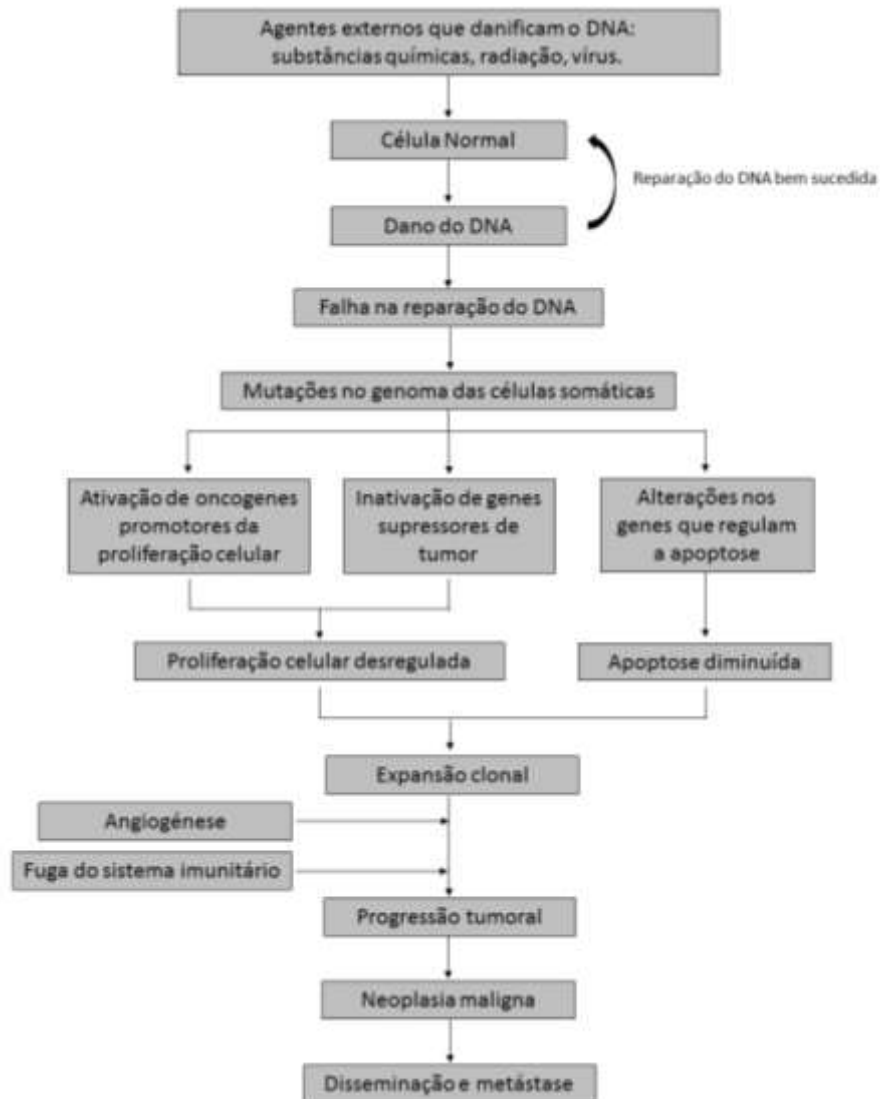 Agentes externos que danificam o DNA:
substâncias químicas, radiação, vírus.
Célula Normal
Reparação do DNA bem sucedida
Dano do DNA
Falha na reparação do DNA
Mutações no genoma das células somáticas
Ativação de oncogenes
promotores da
proliferação celular
Inativação de genes
supressores de
tumor
Alterações nos
genes que regulam
a apoptose
Proliferação celular desregulada
Apoptose diminuída
Expansão clonal
Angiogénese
Fuga do sistema imunitário
Progressão tumoral
Neoplasia maligna
Disseminação e metástase